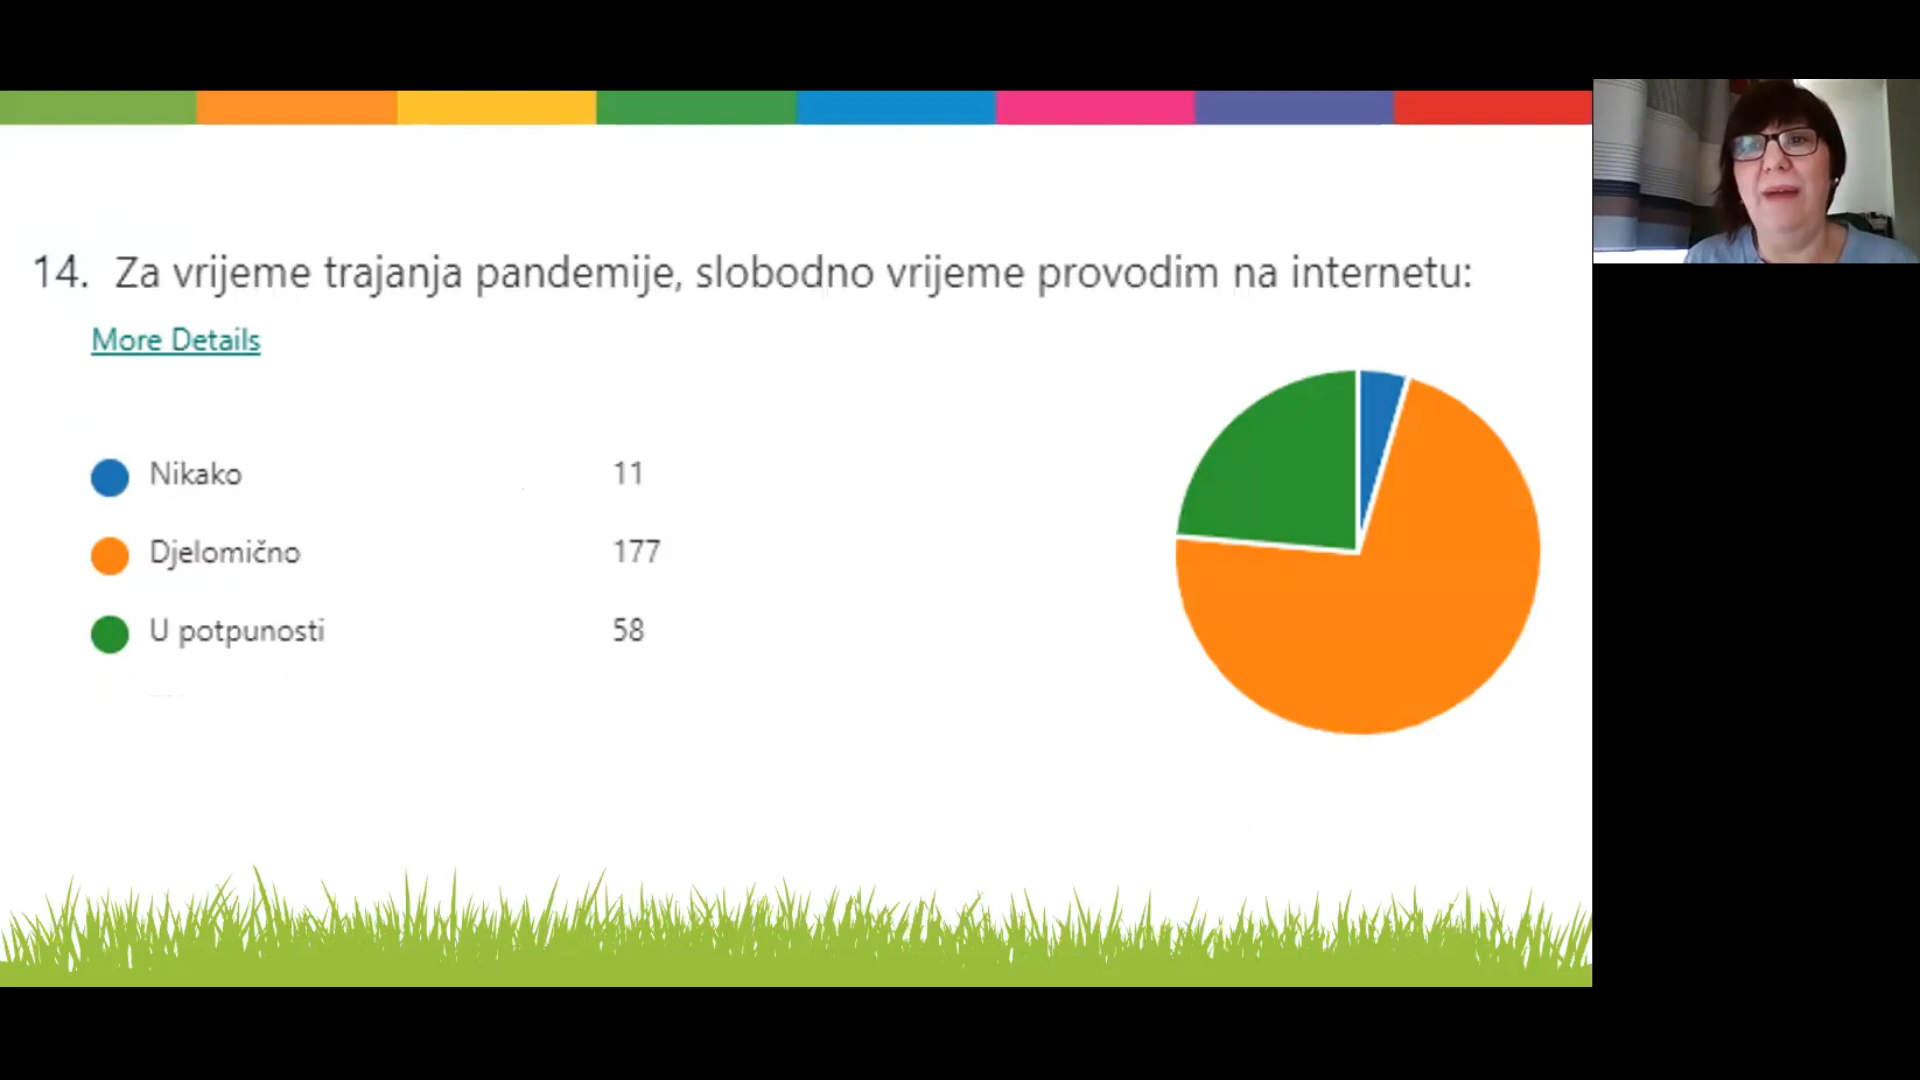 14. Za vrijeme trajanja pandemije, slobodno vrijeme provodim na internetu:
More Details
Nikako 11
Djelomično 177
U potpunosti 58